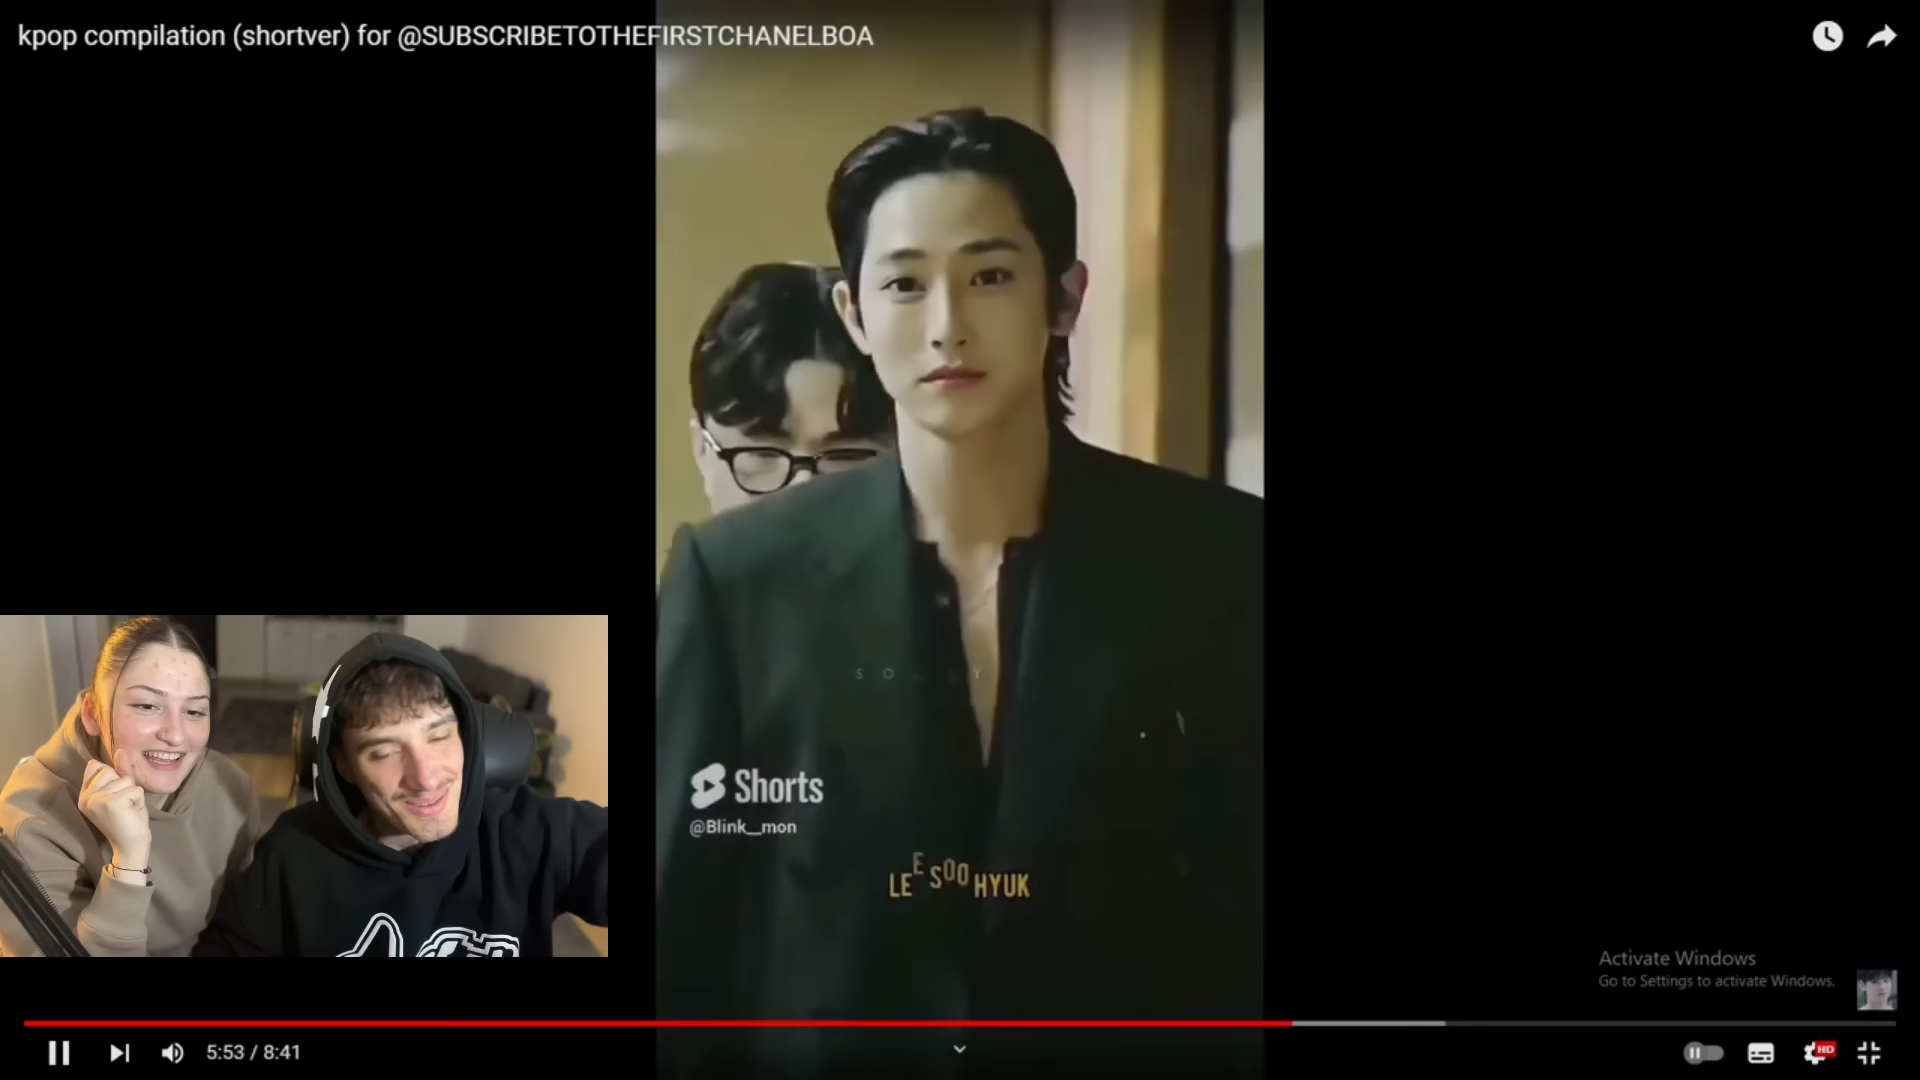 kpop compilation (shortver) for @SUBSCRIBETOTHEFIRSTCHANELBOA
Shorts
@Blink__mon
LEE SOO HYUK
Activate Windows
Go to Settings to activate Windows.
5:53 / 8:41
HD